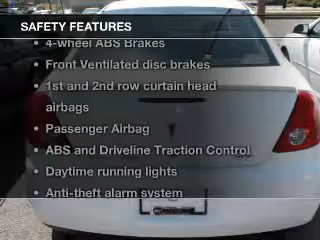 SAFETY FEATURES
• 4-wheel ABS Brakes
• Front Ventilated disc brakes
• 1st and 2nd row curtain head
airbags
• Passenger Airbag
• ABS and Driveline Traction Control
• Daytime running lights
• Anti-theft alarm system